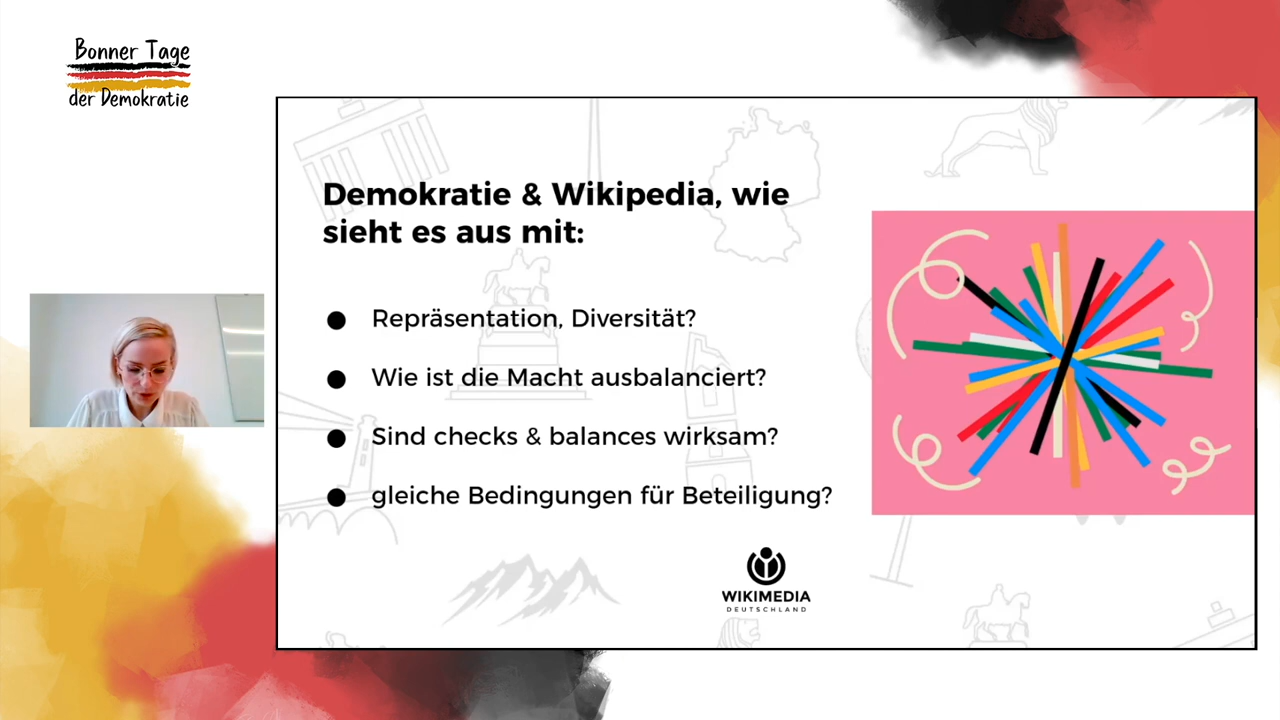 Bonner Tage
der Demokratie
Demokratie & Wikipedia, wie
sieht es aus mit:
● Repräsentation, Diversität?
● Wie ist die Macht ausbalanciert?
● Sind checks & balances wirksam?
● gleiche Bedingungen für Beteiligung?
WIKIMEDIA
DEUTSCHLAND